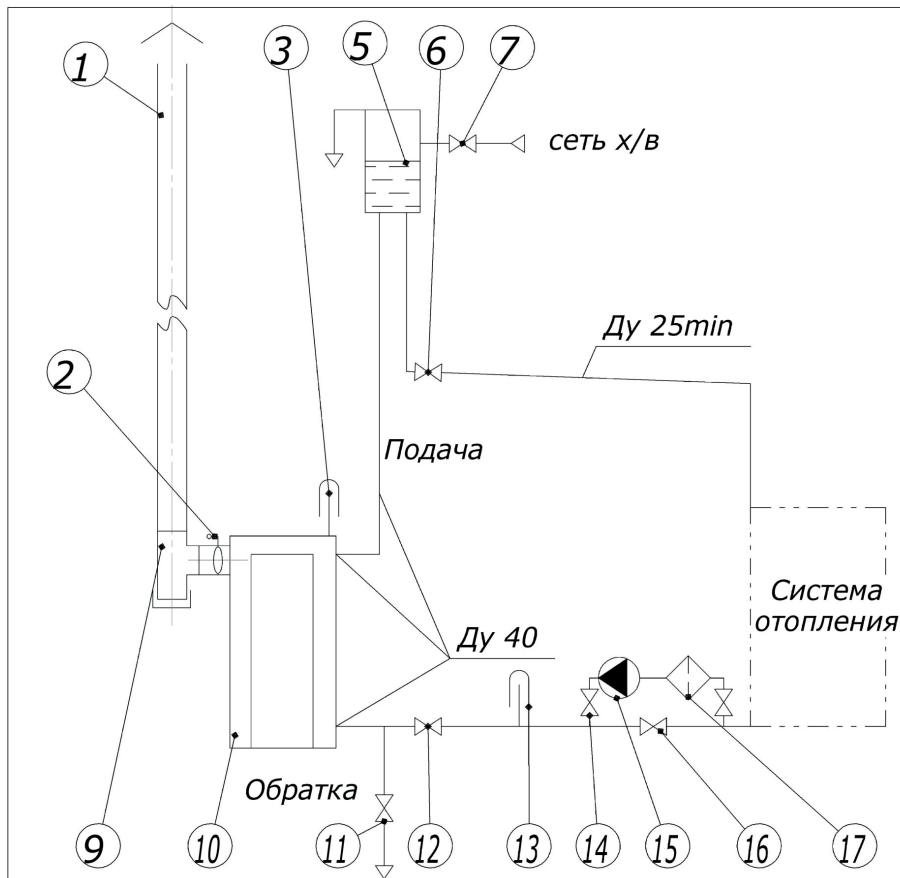 3
5
6
7
1
сеть х/в
Ду 25min
2
Подача
Система
отопления
Ду 40
Обратка
9
10
11
12
13
14
15
16
17